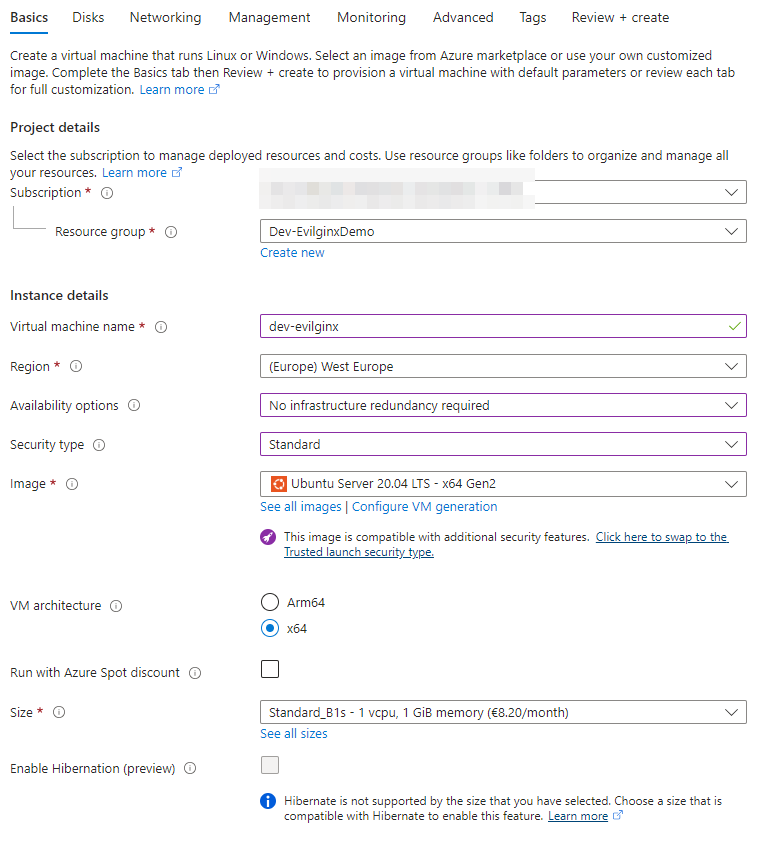 Basics Disks Networking Management Monitoring Advanced Tags Review + create
Create a virtual machine that runs Linux or Windows. Select an image from Azure marketplace or use your own customized
image. Complete the Basics tab then Review + create to provision a virtual machine with default parameters or review each tab
for full customization. Learn more
Project details
Select the subscription to manage deployed resources and costs. Use resource groups like folders to organize and manage all
your resources. Learn more
Subscription *
Resource group * Dev-EvilginxDemo
Create new
Instance details
Virtual machine name * dev-evilginx
Region * (Europe) West Europe
Availability options No infrastructure redundancy required
Security type Standard
Image * Ubuntu Server 20.04 LTS - x64 Gen2
See all images | Configure VM generation
This image is compatible with additional security features. Click here to swap to the
Trusted launch security type.
VM architecture
Arm64
x64
Run with Azure Spot discount
Size * Standard_B1s - 1 vcpu, 1 GiB memory (€8.20/month)
See all sizes
Enable Hibernation (preview)
Hibernate is not supported by the size that you have selected. Choose a size that is
compatible with Hibernate to enable this feature. Learn more